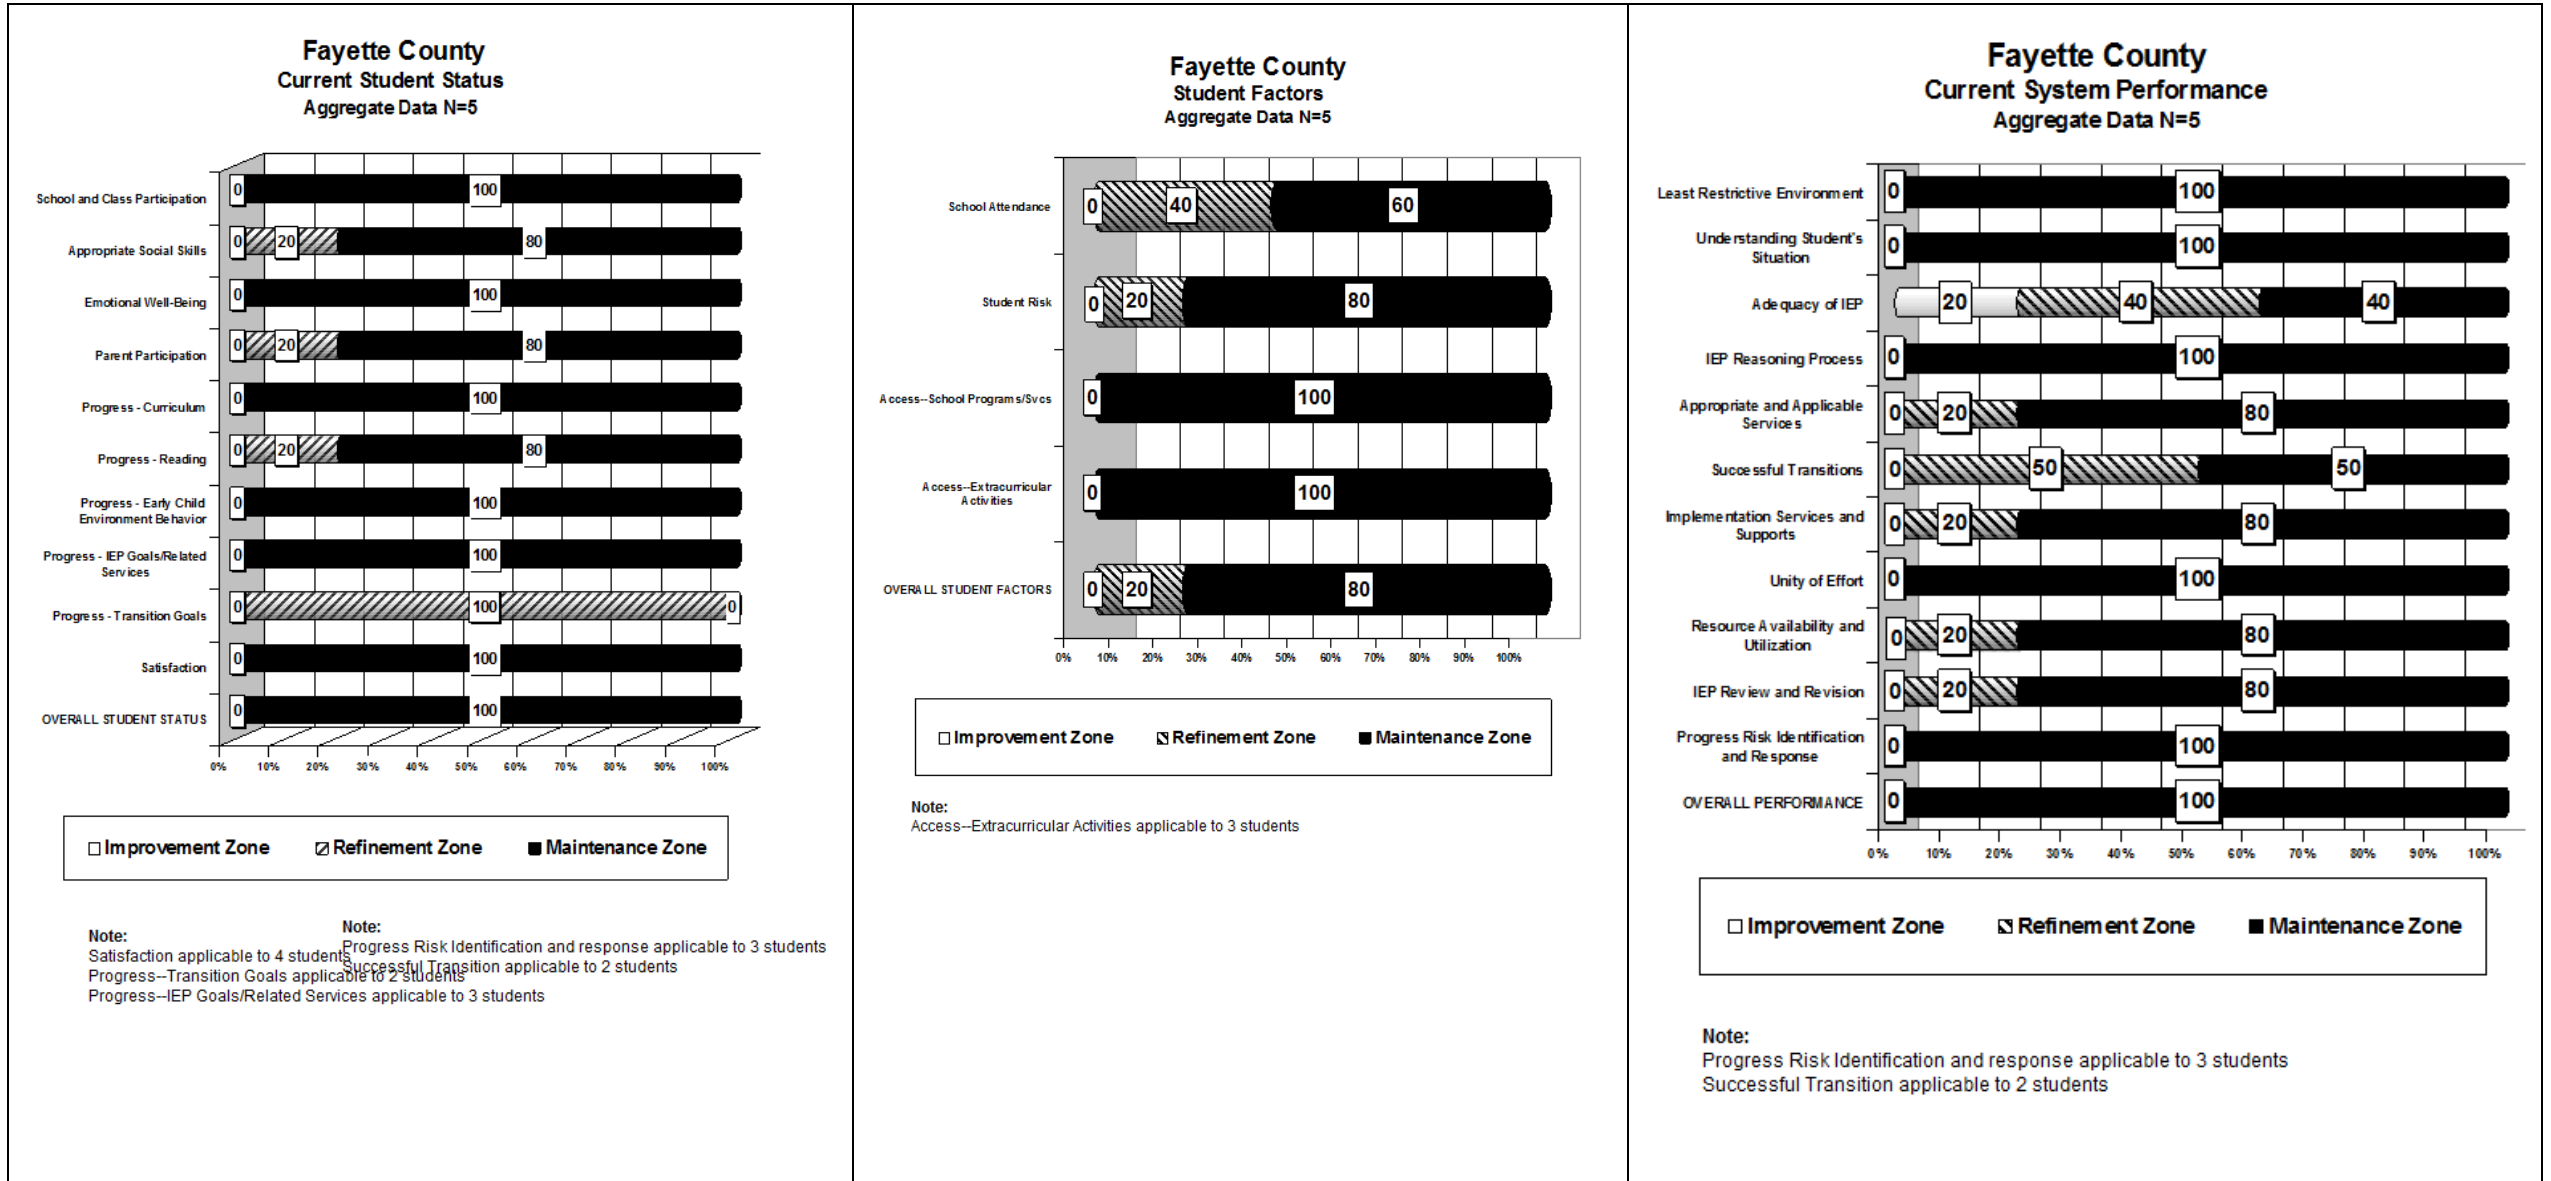 Fayette County
Current Student Status
Aggregate Data N=5
School and Class Participation
0 100
Appropriate Social Skills
0 20 80
Emotional Well-Being
0 100
Parent Participation
0 20 80
Progress - Curriculum
0 100
Progress - Reading
0 20 80
Progress - Early Child
Environment Behavior
0 100
Progress - IEP Goals/Related
Services
0 100
Progress - Transition Goals
0 100 0
Satisfaction
0 100
OVERALL STUDENT STATUS
0 100
0% 10% 20% 30% 40% 50% 60% 70% 80% 90% 100%
Improvement Zone Refinement Zone Maintenance Zone
Note:
Satisfaction applicable to 4 students
Progress--Transition Goals applicable to 2 students
Progress--IEP Goals/Related Services applicable to 3 students
Note:
Progress Risk Identification and response applicable to 3 students
Successful Transition applicable to 2 students
Fayette County
Student Factors
Aggregate Data N=5
School Attendance
0 40 60
Student Risk
0 20 80
Access--School Programs/Svcs
0 100
Access--Extracurricular
Activities
0 100
OVERALL STUDENT FACTORS
0 20 80
0% 10% 20% 30% 40% 50% 60% 70% 80% 90% 100%
Improvement Zone Refinement Zone Maintenance Zone
Note:
Access--Extracurricular Activities applicable to 3 students
Fayette County
Current System Performance
Aggregate Data N=5
Least Restrictive Environment
0 100
Understanding Student's
Situation
0 100
Adequacy of IEP
20 40 40
IEP Reasoning Process
0 100
Appropriate and Applicable
Services
0 20 80
Successful Transitions
0 50 50
Implementation Services and
Supports
0 20 80
Unity of Effort
0 100
Resource Availability and
Utilization
0 20 80
IEP Review and Revision
0 20 80
Progress Risk Identification
and Response
0 100
OVERALL PERFORMANCE
0 100
0% 10% 20% 30% 40% 50% 60% 70% 80% 90% 100%
Improvement Zone Refinement Zone Maintenance Zone
Note:
Progress Risk Identification and response applicable to 3 students
Successful Transition applicable to 2 students